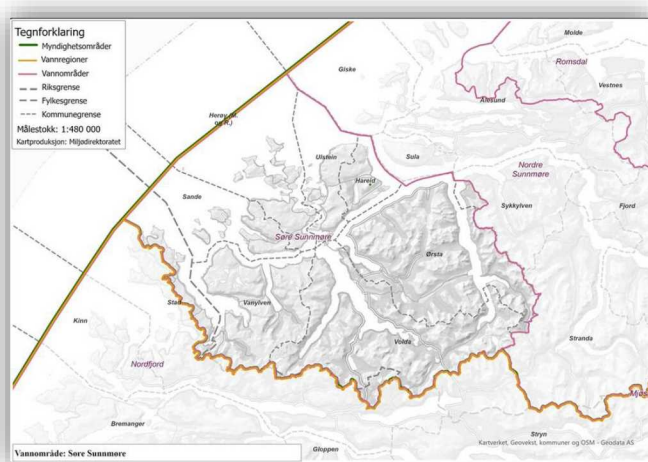 Tegnforklaring
Myndighetsområder
Vannregioner
Vannområder
Riksgrense
Fylkesgrense
Kommunegrense
Målestokk: 1:480 000
Kartproduksjon: Miljødirektoratet
Molde
Romsdal
Giske
Vestnes
Ålesund
Herøy (M.
og R.)
Ulstein
Sula
Hareid
Nordre
Sunnmøre
Sande
Sykkylven
Fjord
Søre Sunnmøre
Ørsta
Stad
Vanylven
Kinn
Volda
Stranda
Nordfjord
Bremanger
Stryn
Gloppen
Kartverket, Geovekst, kommuner og OSM - Geodata AS
Vannområde: Søre Sunnmøre